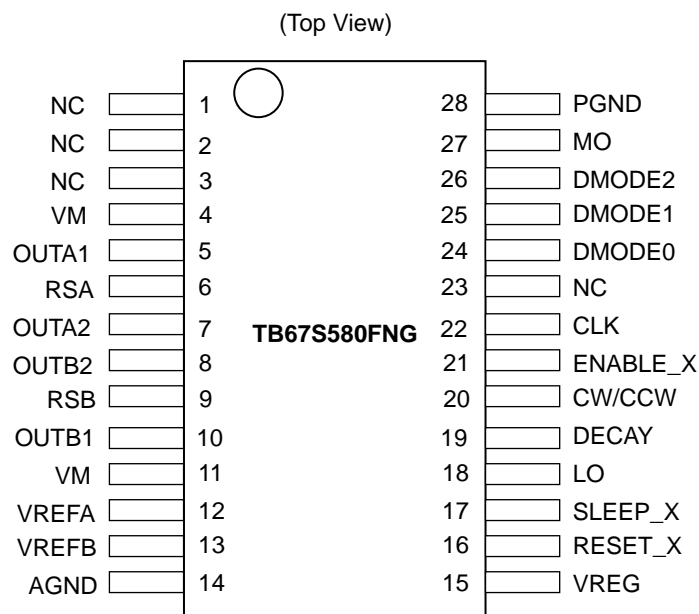 (Top View)
NC 1 28 PGND
NC 2 27 MO
NC 3 26 DMODE2
VM 4 25 DMODE1
OUTA1 5 24 DMODE0
RSA 6 23 NC
OUTA2 7 TB67S580FNG 22 CLK
OUTB2 8 21 ENABLE_X
RSB 9 20 CW/CCW
OUTB1 10 19 DECAY
VM 11 18 LO
VREFA 12 17 SLEEP_X
VREFB 13 16 RESET_X
AGND 14 15 VREG